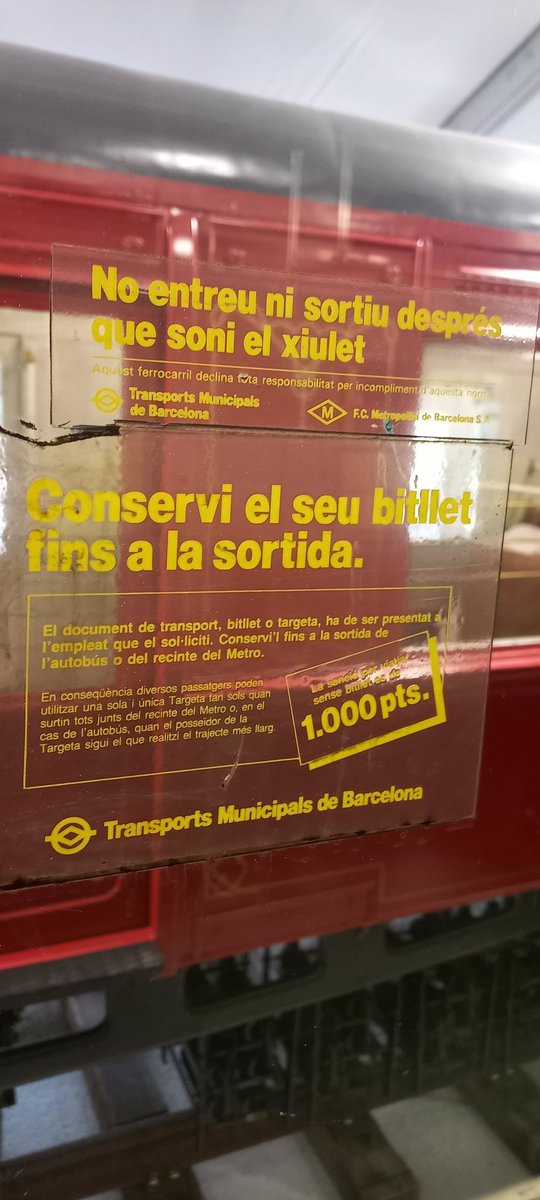 No entreu ni sortiu després
que soni el xiulet
Aquest ferrocarril declina tota responsabilitat per incompliment d'aquesta norma
Transports Municipals
de Barcelona
M
F.C. Metropolità de Barcelona S.A.
Conservi el seu bitllet
fins a la sortida.
El document de transport, bitllet o targeta, ha de ser presentat a
l'empleat que el sol·liciti. Conservi'l fins a la sortida de
l'autobús o del recinte del Metro.
En conseqüència diversos passatgers poden
utilitzar una sola i única Targeta tan sols quan
surtin tots junts del recinte del Metro o, en el
cas de l'autobús, quan el posseidor de la
Targeta sigui el que realitzi el trajecte més llarg.
La sanció per viatjar
sense bitllet és de
1.000 pts.
Transports Municipals de Barcelona